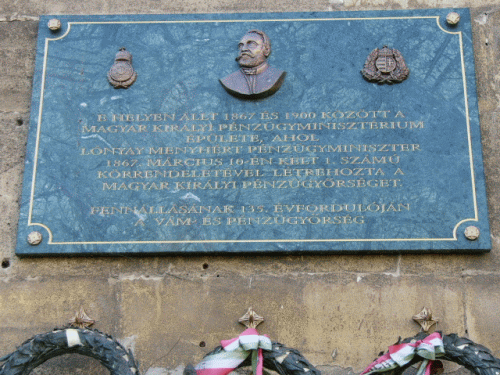 E HELYEN ÁLLT 1867 ÉS 1900 KÖZÖTT A
MAGYAR KIRÁLYI PÉNZÜGYMINISZTÉRIUM
ÉPÜLETE, AHOL
LÓNYAY MENYHÉRT PÉNZÜGYMINISZTER
1867. MÁRCIUS 10-ÉN KELT 1. SZÁMÚ
KÖRRENDELETÉVEL LÉTREHOZTA A
MAGYAR KIRÁLYI PÉNZÜGYŐRSÉGET.
FENNÁLLÁSÁNAK 135. ÉVFORDULÓJÁN
A VÁM- ÉS PÉNZÜGYŐRSÉG